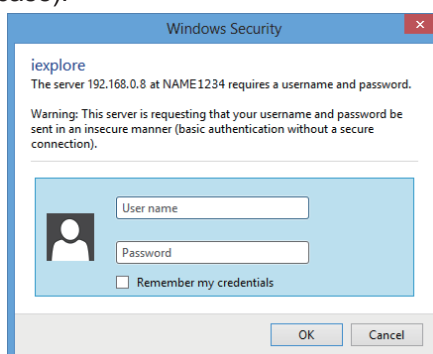 Windows Security
iexplore
The server 192.168.0.8 at NAME1234 requires a username and password.
Warning: This server is requesting that your username and password be
sent in an insecure manner (basic authentication without a secure
connection).
User name
Password
Remember my credentials
OK Cancel